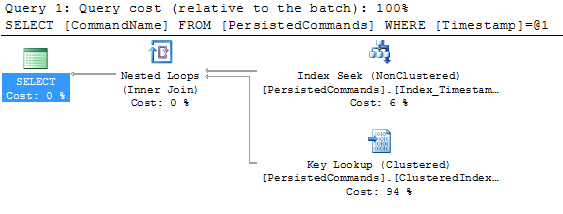 Query 1: Query cost (relative to the batch): 100%
SELECT [CommandName] FROM [PersistedCommands] WHERE [Timestamp]=@1
SELECT
Cost: 0 %
Nested Loops
(Inner Join)
Cost: 0 %
Index Seek (NonClustered)
[PersistedCommands].[Index_Timestam…
Cost: 6 %
Key Lookup (Clustered)
[PersistedCommands].[ClusteredIndex…
Cost: 94 %